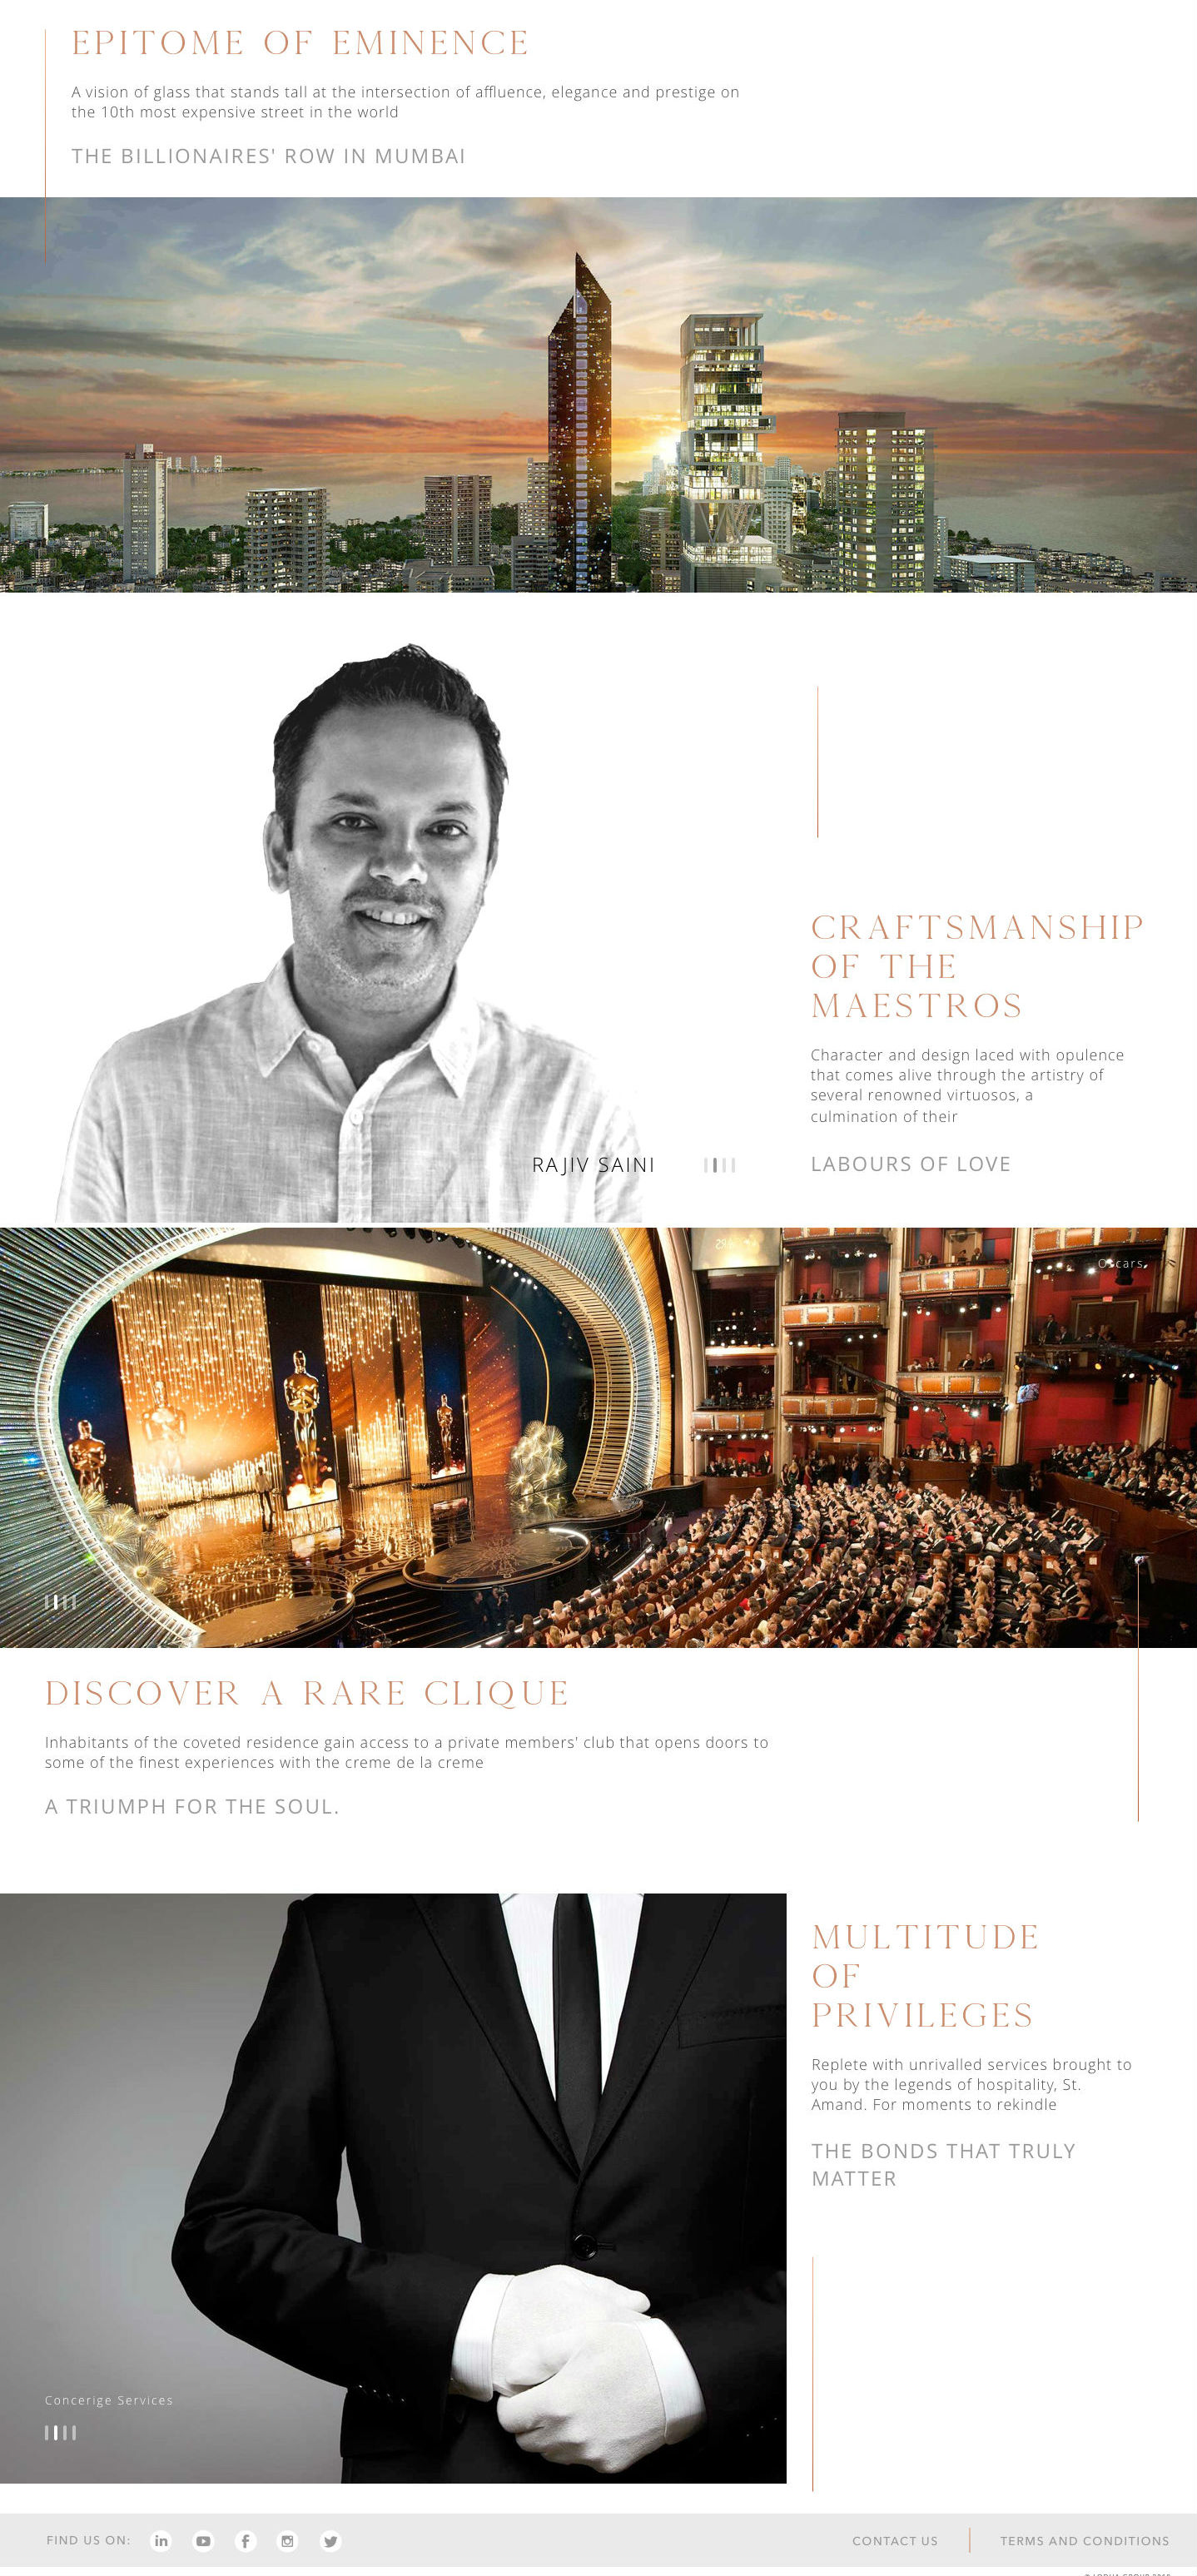 EPITOME OF EMINENCE
A vision of glass that stands tall at the intersection of affluence, elegance and prestige on
the 10th most expensive street in the world
THE BILLIONAIRES' ROW IN MUMBAI
CRAFTSMANSHIP
OF THE
MAESTROS
Character and design laced with opulence
that comes alive through the artistry of
several renowned virtuosos, a
culmination of their
RAJIV SAINI
LABOURS OF LOVE
Oscars
DISCOVER A RARE CLIQUE
Inhabitants of the coveted residence gain access to a private members' club that opens doors to
some of the finest experiences with the creme de la creme
A TRIUMPH FOR THE SOUL.
MULTITUDE
OF
PRIVILEGES
Replete with unrivalled services brought to
you by the legends of hospitality, St.
Amand. For moments to rekindle
THE BONDS THAT TRULY
MATTER
Concerige Services
FIND US ON:
CONTACT US
TERMS AND CONDITIONS